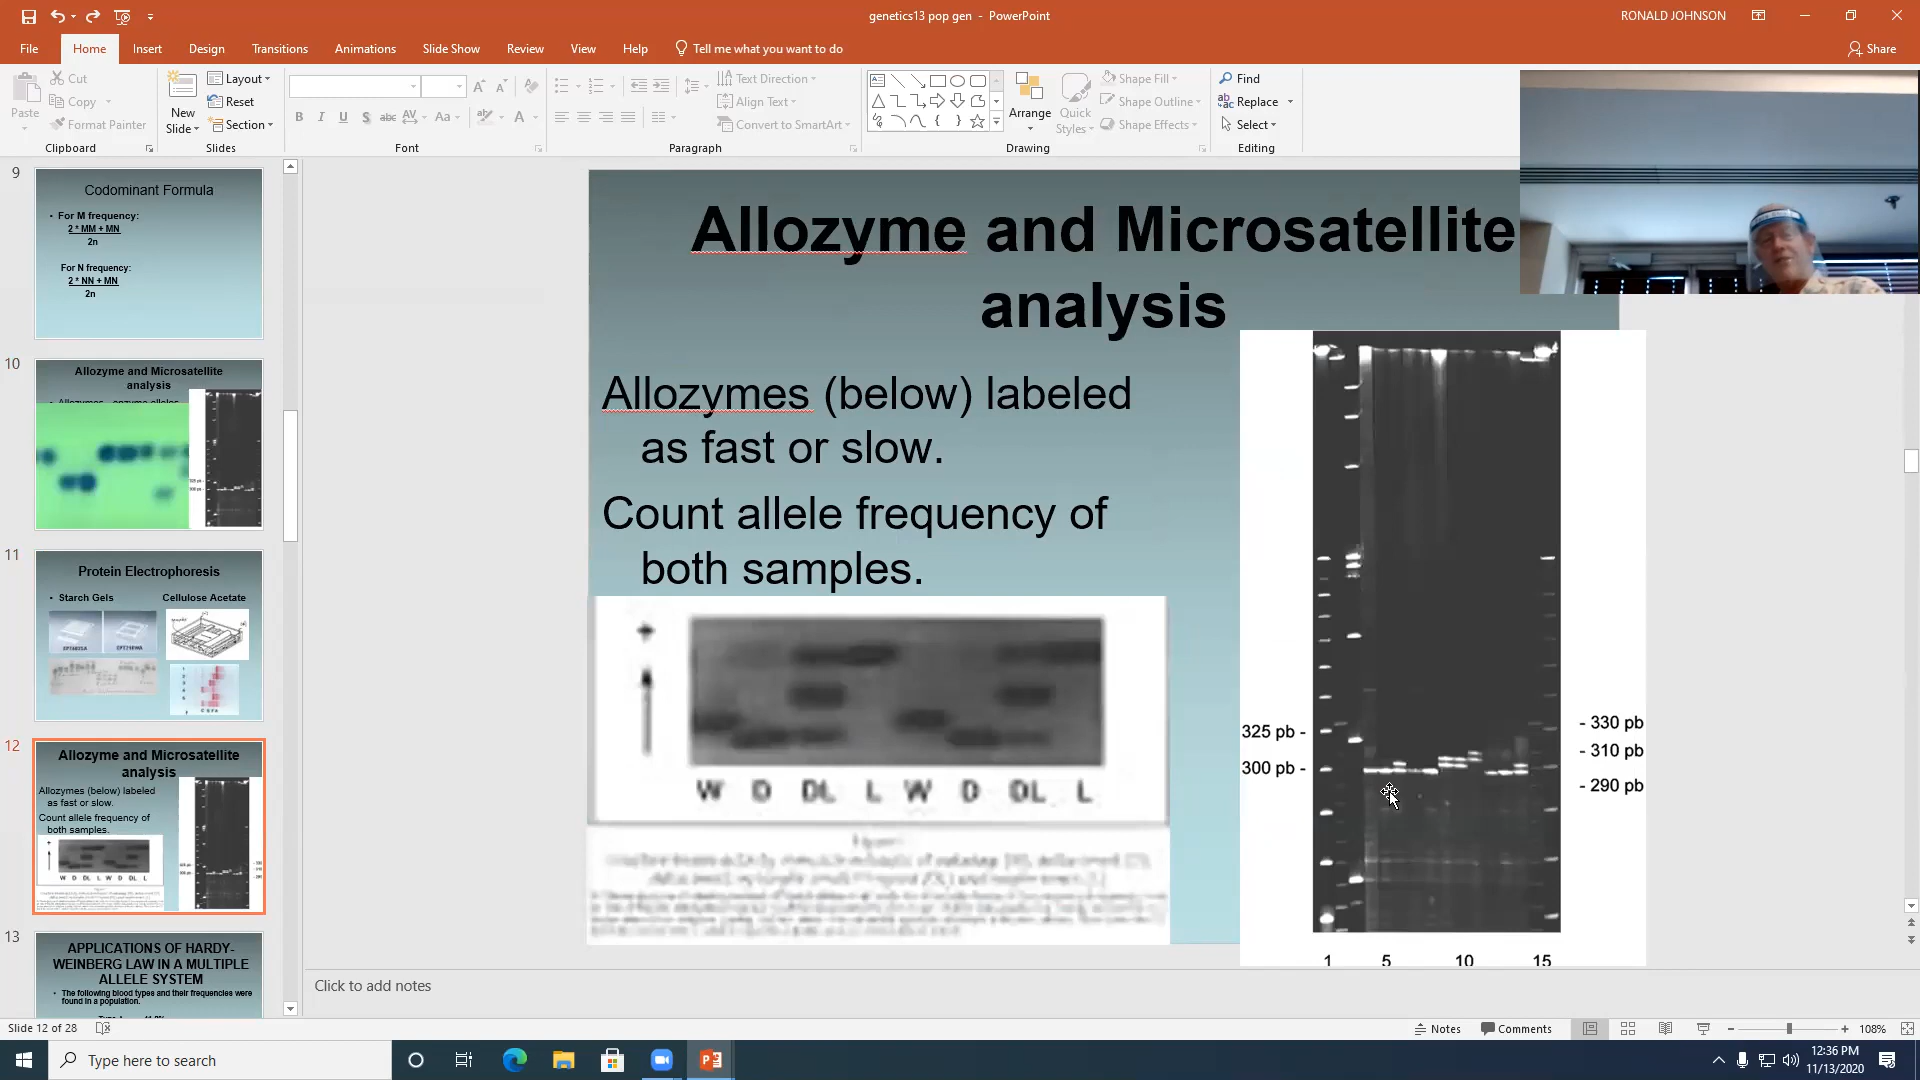 genetics13 pop gen - PowerPoint
RONALD JOHNSON
File Home Insert Design Transitions Animations Slide Show Review View Help Tell me what you want to do
Share
Paste
Cut
Copy
Format Painter
Clipboard
New Slide
Layout
Reset
Section
Slides
B I U S abc AV Aa A
Font
Text Direction
Align Text
Convert to SmartArt
Paragraph
Arrange
Quick Styles
Shape Fill
Shape Outline
Shape Effects
Drawing
Find
Replace
Select
Editing
9
Codominant Formula
• For M frequency:
2 * MM + MN
2n
For N frequency:
2 * NN + MN
2n
10
Allozyme and Microsatellite
analysis
11
Protein Electrophoresis
• Starch Gels
Cellulose Acetate
12
Allozyme and Microsatellite
analysis
Allozymes (below) labeled
as fast or slow.
Count allele frequency of
both samples.
W D DL L W D DL L
13
APPLICATIONS OF HARDY-
WEINBERG LAW IN A MULTIPLE
ALLELE SYSTEM
• The following blood types and their frequencies were
found in a population.
Allozyme and Microsatellite
analysis
Allozymes (below) labeled
as fast or slow.
Count allele frequency of
both samples.
+
W D DL L W D DL L
325 pb -
300 pb -
- 330 pb
- 310 pb
- 290 pb
1 5 10 15
Click to add notes
Slide 12 of 28
Notes
Comments
108%
Type here to search
12:36 PM
11/13/2020